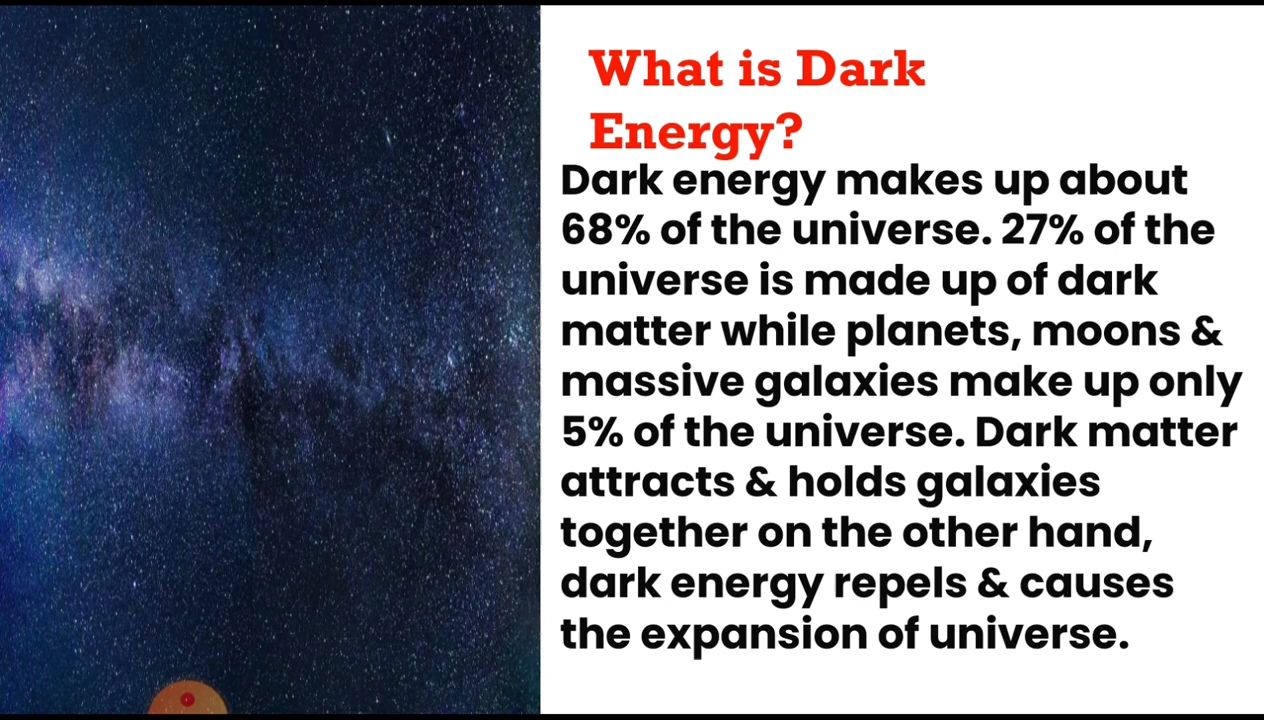 What is Dark
Energy?
Dark energy makes up about
68% of the universe. 27% of the
universe is made up of dark
matter while planets, moons &
massive galaxies make up only
5% of the universe. Dark matter
attracts & holds galaxies
together on the other hand,
dark energy repels & causes
the expansion of universe.